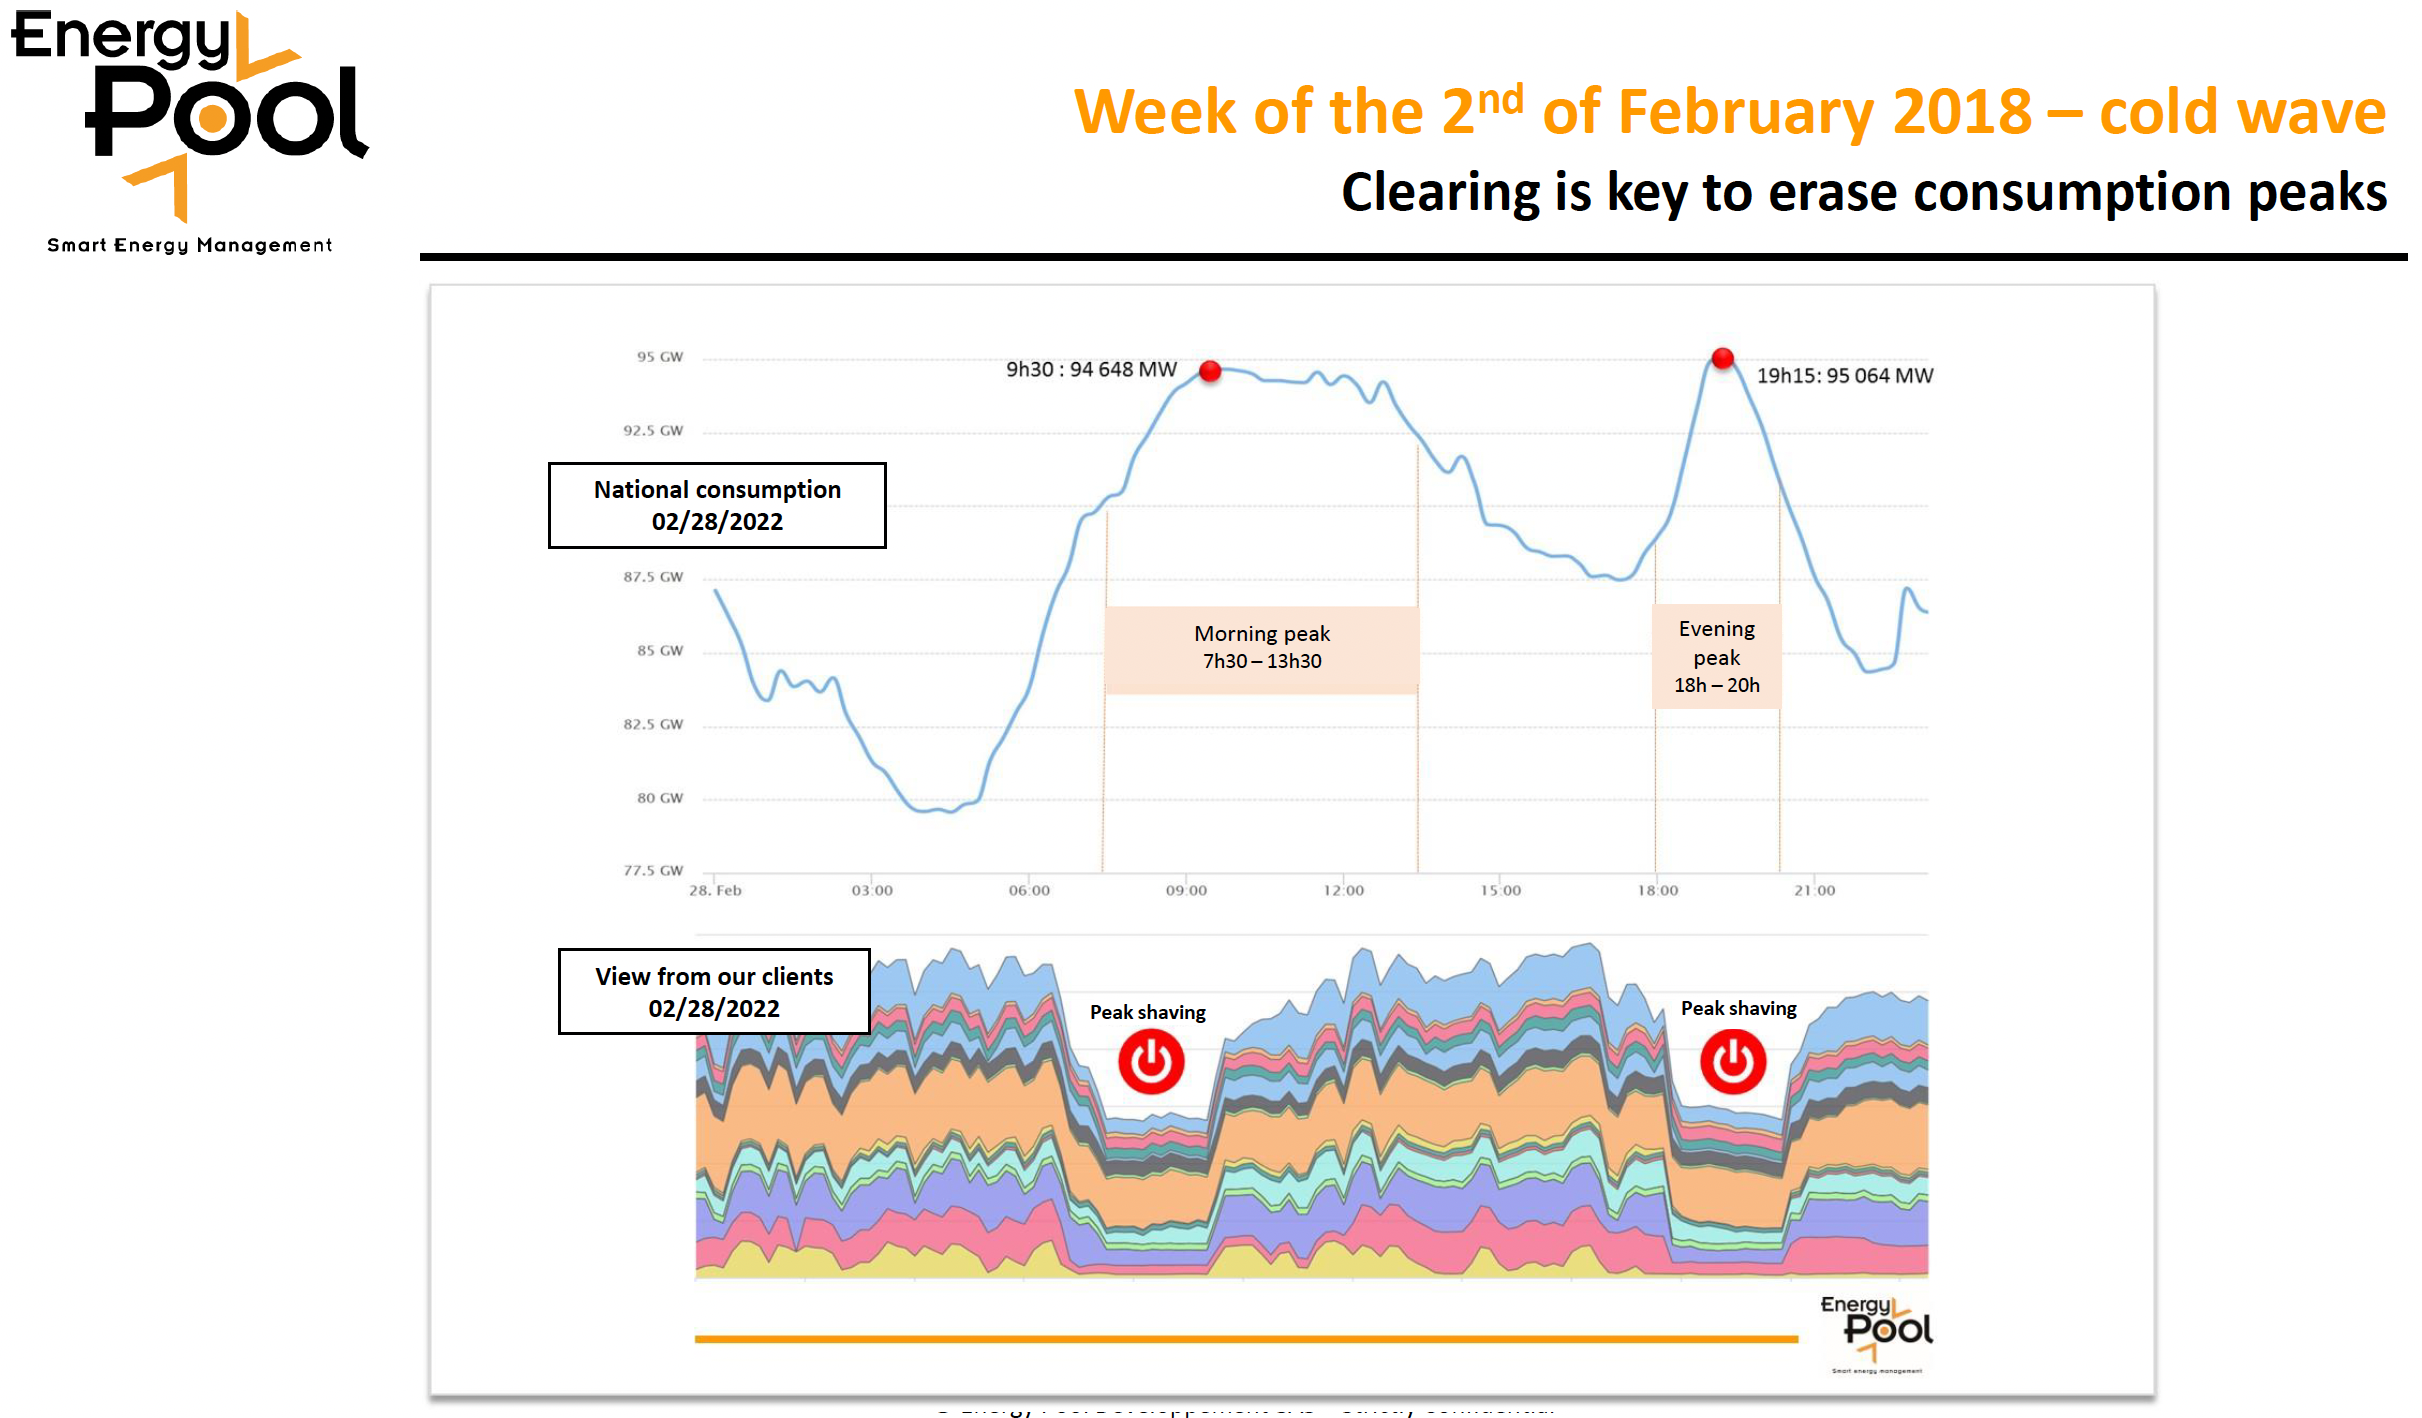 Energy
Pool
Smart Energy Management
Week of the 2nd of February 2018 – cold wave
Clearing is key to erase consumption peaks
95 GW
9h30 : 94 648 MW
19h15: 95 064 MW
92.5 GW
National consumption
02/28/2022
87.5 GW
85 GW
Morning peak
7h30 – 13h30
Evening
peak
18h – 20h
82.5 GW
80 GW
77.5 GW
28. Feb
03:00
06:00
09:00
12:00
15:00
18:00
21:00
View from our clients
02/28/2022
Peak shaving
Peak shaving
Energy
Pool
Smart energy management